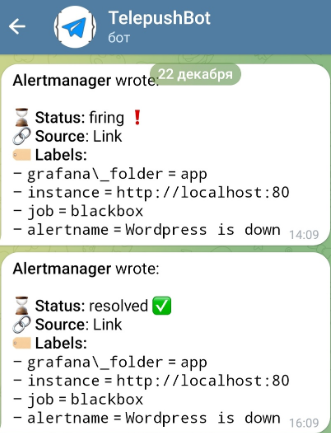 TelepushBot
бот
22 декабря
Alertmanager wrote:
Status: firing
Source: Link
Labels:
– grafana\_folder = app
– instance = http://localhost:80
– job = blackbox
– alertname = Wordpress is down 14:09
Alertmanager wrote:
Status: resolved
Source: Link
Labels:
– grafana\_folder = app
– instance = http://localhost:80
– job = blackbox
– alertname = Wordpress is down 16:09